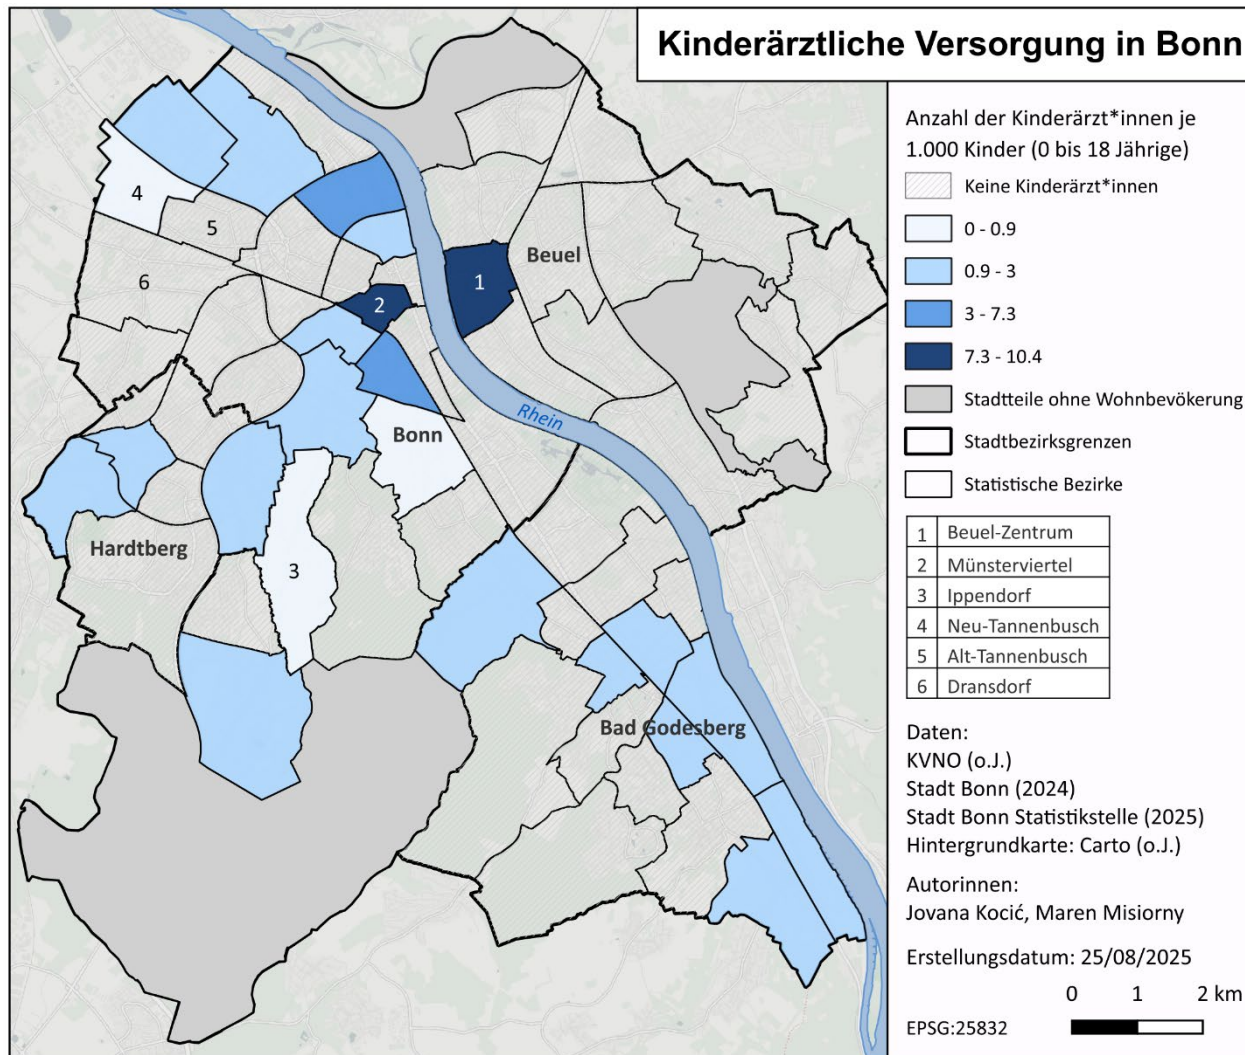 Kinderärztliche Versorgung in Bonn
Anzahl der Kinderärzt*innen je
1.000 Kinder (0 bis 18 Jährige)
Keine Kinderärzt*innen
0 - 0.9
0.9 - 3
3 - 7.3
7.3 - 10.4
Stadtteile ohne Wohnbevökerung
Stadtbezirksgrenzen
Statistische Bezirke
1 Beuel-Zentrum
2 Münsterviertel
3 Ippendorf
4 Neu-Tannenbusch
5 Alt-Tannenbusch
6 Dransdorf
Daten:
KVNO (o.J.)
Stadt Bonn (2024)
Stadt Bonn Statistikstelle (2025)
Hintergrundkarte: Carto (o.J.)
Autorinnen:
Jovana Kocić, Maren Misiorny
Erstellungsdatum: 25/08/2025
0 1 2 km
EPSG:25832
4
5
6
Beuel
1
2
Rhein
Bonn
Hardtberg
3
Bad Godesberg